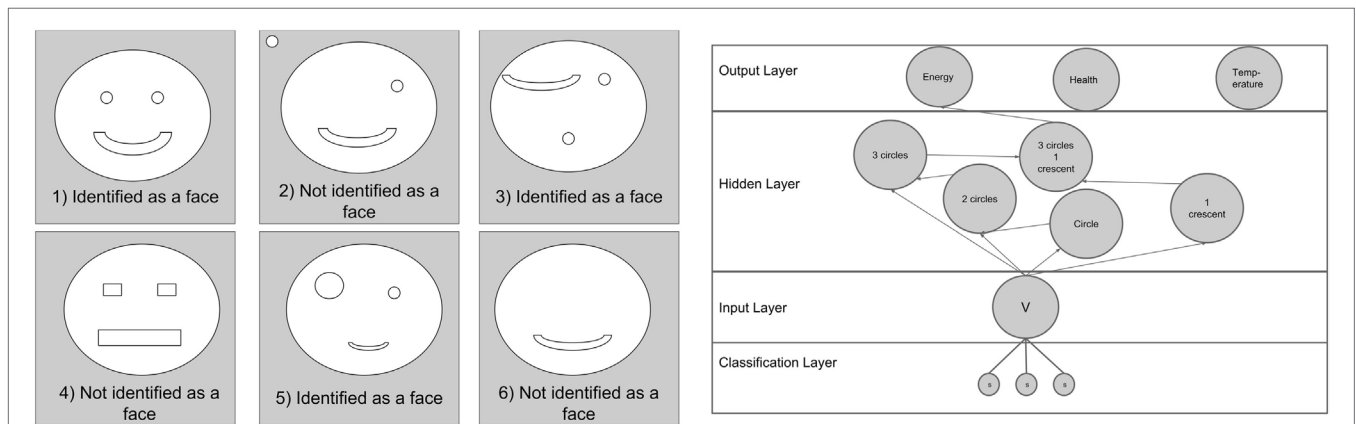 1) Identified as a face
2) Not identified as a
face
3) Identified as a face
4) Not identified as a
face
5) Identified as a face
6) Not identified as a
face
Output Layer
Energy
Health
Temp-
erature
Hidden Layer
3 circles
3 circles
1
crescent
2 circles
Circle
1
crescent
Input Layer
V
Classification Layer
s
s
s